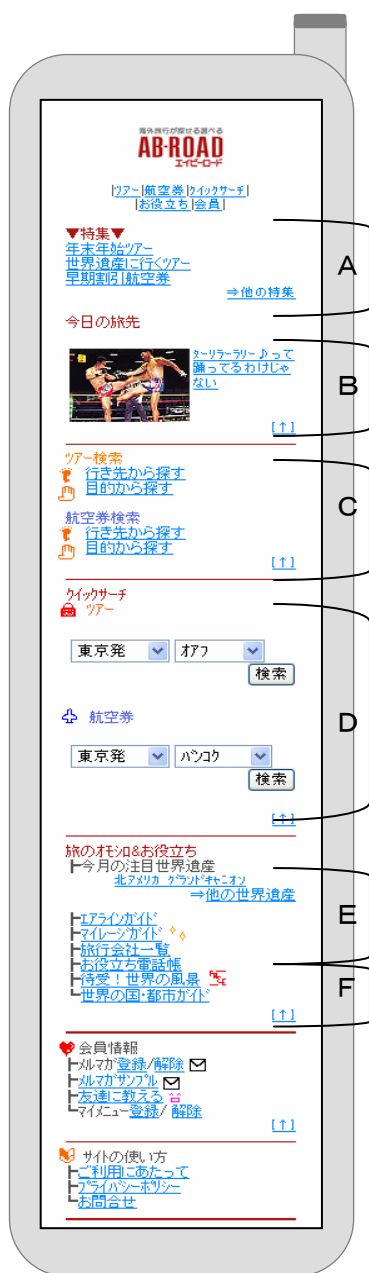 海外旅行が探せる選べる
AB-ROAD
エイビーロード
|ﾂｱｰ|航空券|ｸｲｯｸｻｰﾁ|
|お役立ち|会員|
▼特集▼
年末年始ﾂｱｰ
世界遺産に行くﾂｱｰ
早期割引航空券
⇒他の特集
A
今日の旅先
ﾀｰﾘﾗｰﾗﾘｰ♪って
踊ってるわけじゃ
ない
[↑]
B
ﾂｱｰ検索
行き先から探す
目的から探す
航空券検索
行き先から探す
目的から探す
[↑]
C
ｸｲｯｸｻｰﾁ
ﾂｱｰ
東京発 ｵｱﾌ
検索
航空券
東京発 ﾊﾞﾝｺｸ
検索
[↑]
D
旅のｵﾓｼﾛ&お役立ち
┣今月の注目世界遺産
北ｱﾒﾘｶ ｸﾞﾗﾝﾄﾞｷｬﾆｵﾝ
⇒他の世界遺産
┣ｴｱﾗｲﾝｶﾞｲﾄﾞ
┣ﾏｲﾚｰｼﾞｶﾞｲﾄﾞ
┣旅行会社一覧
E
┣お役立ち電話帳
┣待受！世界の風景
┗世界の国･都市ｶﾞｲﾄﾞ
[↑]
F
会員情報
┣ﾒﾙﾏｶﾞ登録/解除
┣ﾒﾙﾏｶﾞｻﾝﾌﾟﾙ
┣友達に教える
┗ﾏｲﾒﾆｭｰ登録/ 解除
[↑]
サイトの使い方
┣ご利用にあたって
┣ﾌﾟﾗｲﾊﾞｼｰﾎﾟﾘｼｰ
┗お問合せ